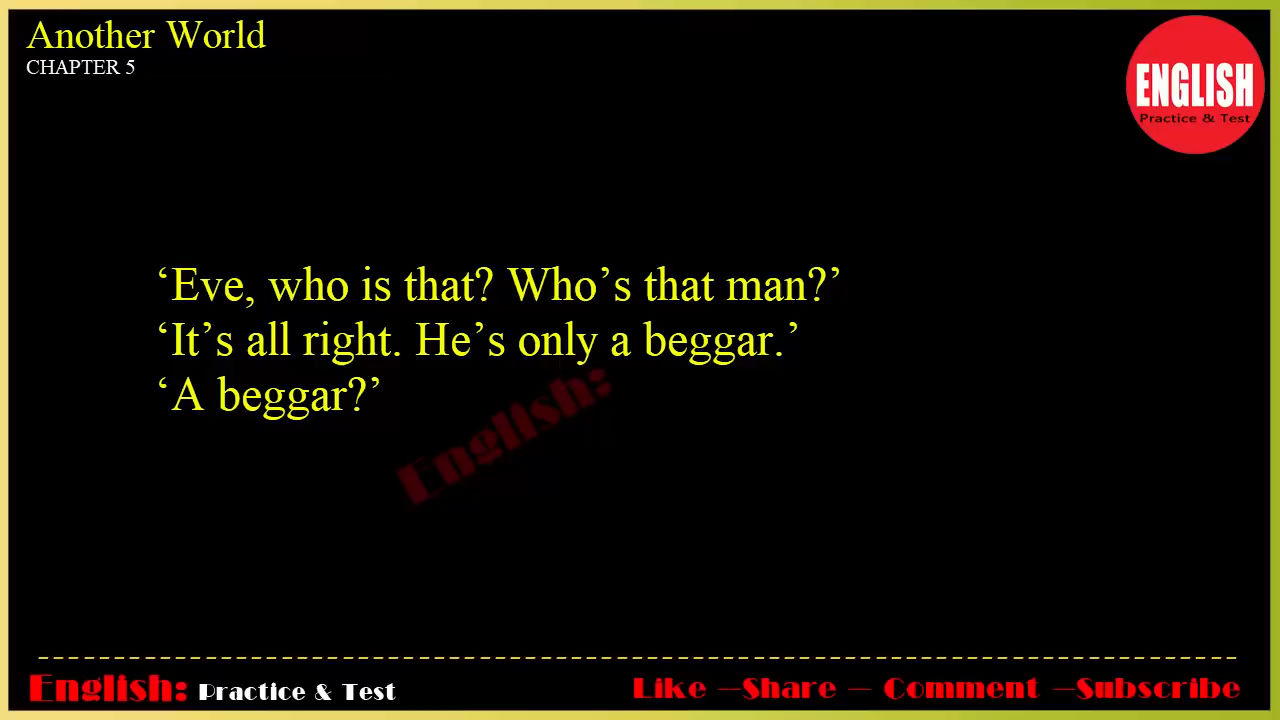 Another World
CHAPTER 5
ENGLISH
Practice & Test
‘Eve, who is that? Who’s that man?’
‘It’s all right. He’s only a beggar.’
‘A beggar?’
English:
English: Practice & Test
Like —Share — Comment —Subscribe